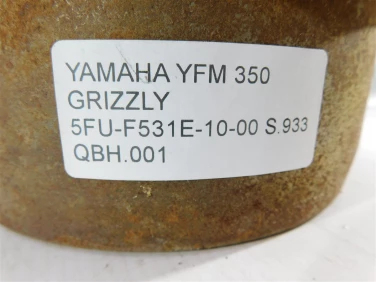 YAMAHA YFM 350
GRIZZLY
5FU-F531E-10-00 S.933
QBH.001